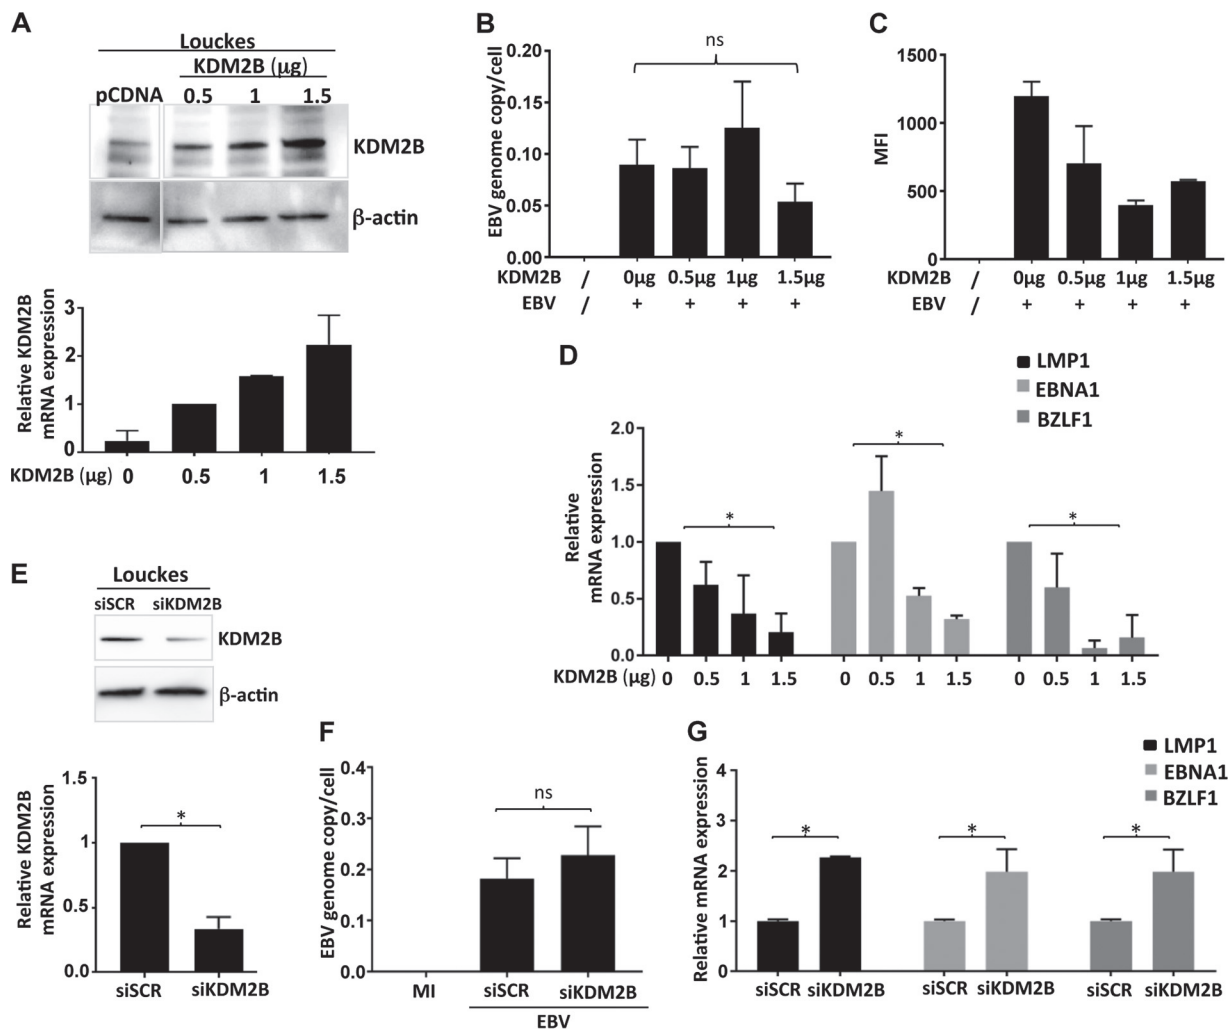 A
Louckes
KDM2B (µg)
pCDNA 0.5 1 1.5
KDM2B
β-actin
Relative KDM2B
mRNA expression
3
2
1
0
KDM2B (µg) 0 0.5 1 1.5
B
EBV genome copy/cell
0.20
0.15
0.10
0.05
0.00
ns
KDM2B / 0µg 0.5µg 1µg 1.5µg
EBV / + + + +
C
MFI
1500
1000
500
0
KDM2B / 0µg 0.5µg 1µg 1.5µg
EBV / + + + +
D
LMP1
EBNA1
BZLF1
Relative
mRNA expression
2.0
1.5
1.0
0.5
0.0
* * *
KDM2B (µg) 0 0.5 1 1.5 0 0.5 1 1.5 0 0.5 1 1.5
E
Louckes
siSCR siKDM2B
KDM2B
β-actin
Relative KDM2B
mRNA expression
1.5
1
0.5
0.0
*
siSCR siKDM2B
F
EBV genome copy/cell
0.4
0.3
0.2
0.1
0.0
ns
MI siSCR siKDM2B
EBV
G
LMP1
EBNA1
BZLF1
Relative mRNA expression
4
3
2
1
0
* * *
siSCR siKDM2B siSCR siKDM2B siSCR siKDM2B